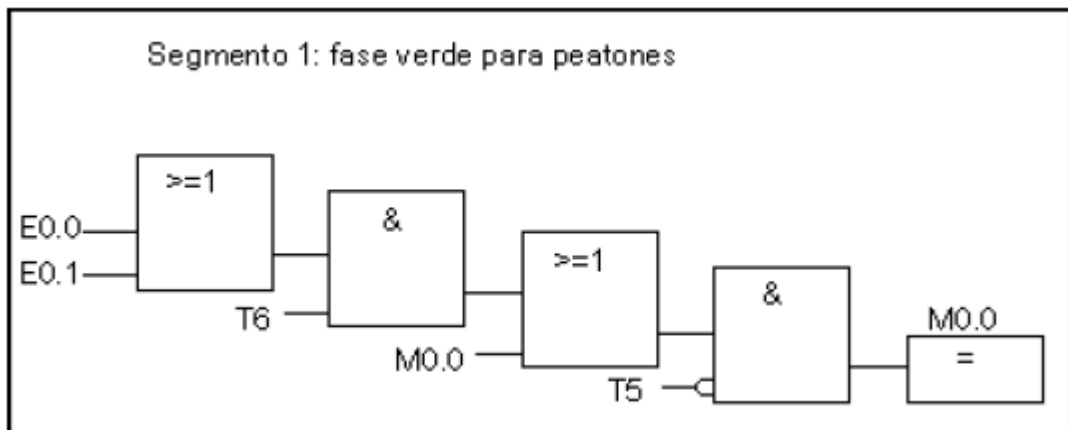 Segmento 1: fase verde para peatones
>=1
E0.0
E0.1
&
T6
>=1
M0.0
&
T5
M0.0
=